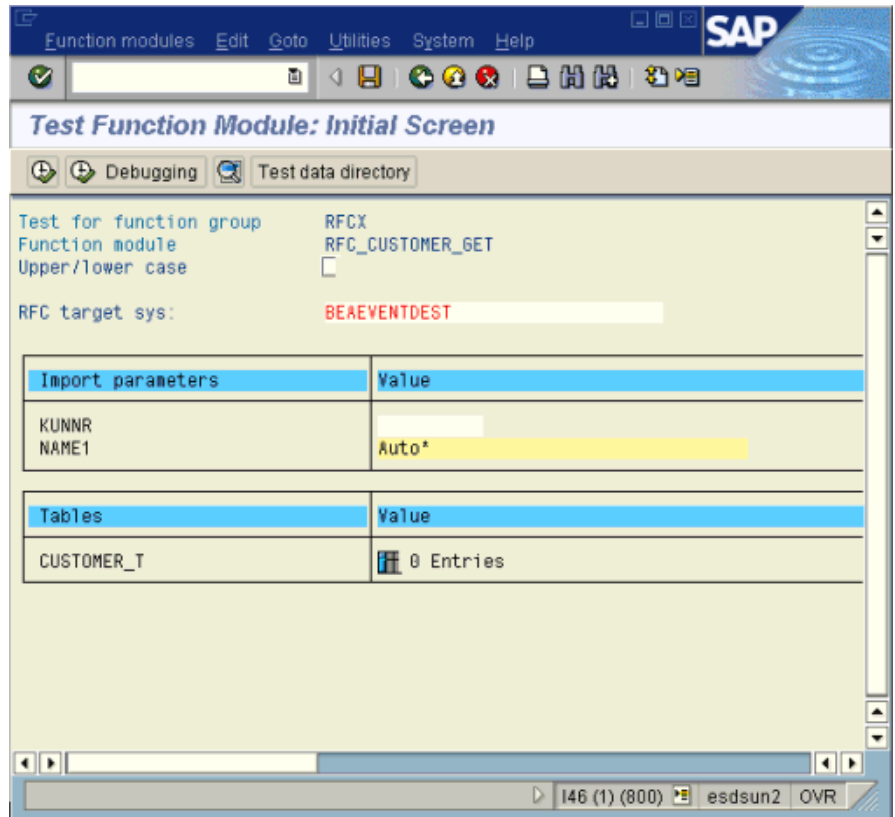 Function modules Edit Goto Utilities System Help
SAP
Test Function Module: Initial Screen
Debugging Test data directory
Test for function group RFCX
Function module RFC_CUSTOMER_GET
Upper/lower case
RFC target sys: BEAEVENTDEST
Import parameters Value
KUNNR
NAME1 Auto*
Tables Value
CUSTOMER_T 0 Entries
I46 (1) (800) esdsun2 OVR